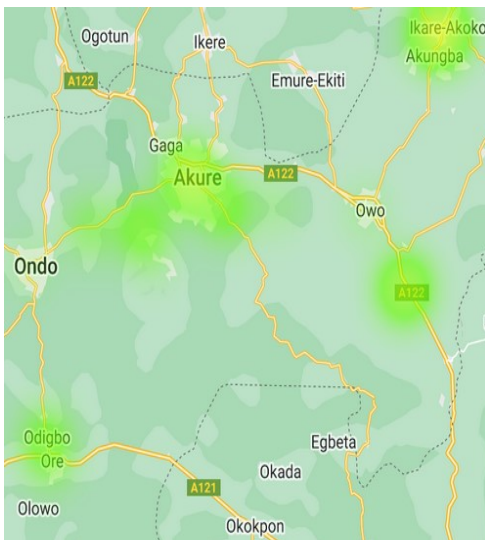 Ikare-Akoko
Ogotun
Ikere
Akungba
A122
Emure-Ekiti
Gaga
Akure
A122
Owo
Ondo
A122
Odigbo
Ore
Egbeta
Okada
A121
Olowo
Okokpon